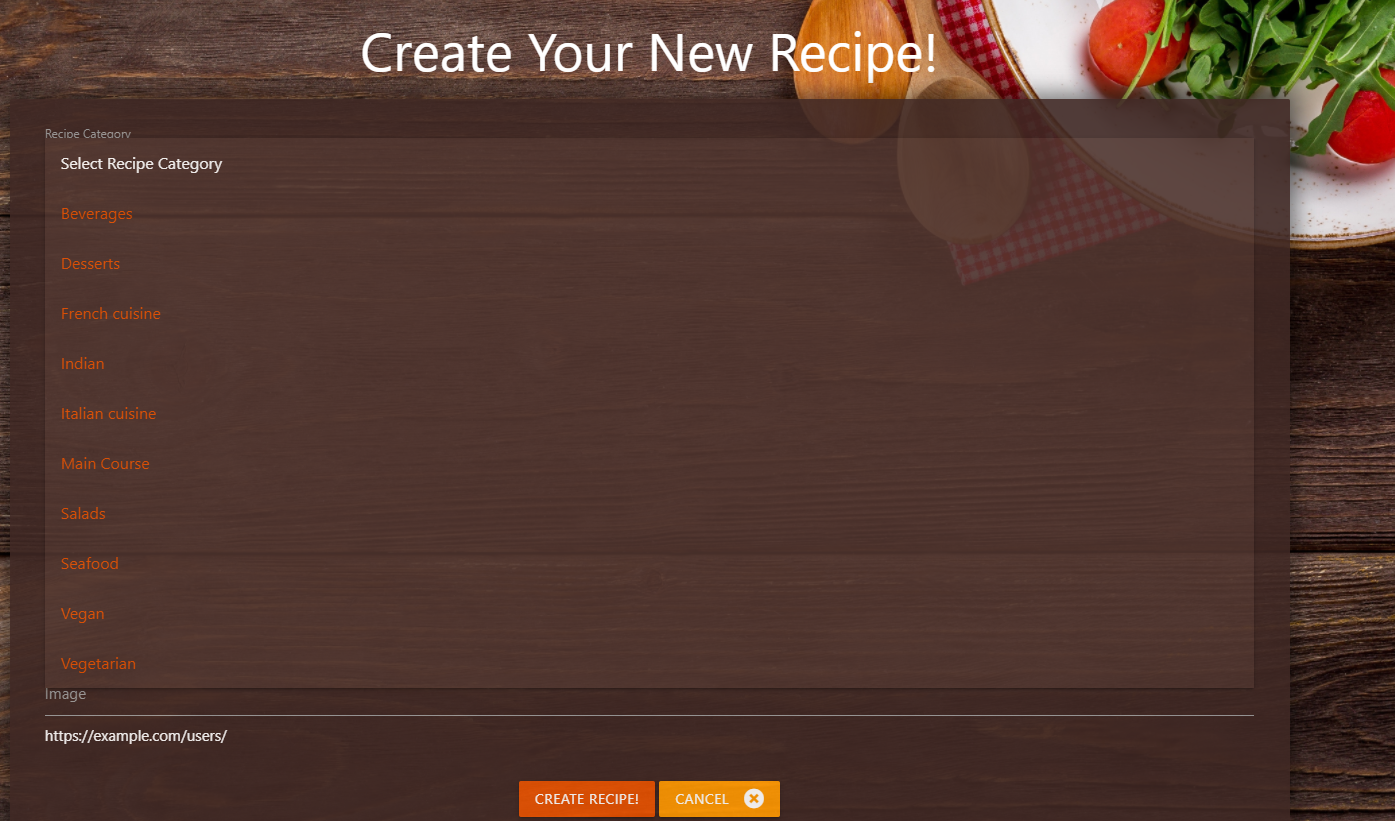 Create Your New Recipe!
Recipe Category
Select Recipe Category
Beverages
Desserts
French cuisine
Indian
Italian cuisine
Main Course
Salads
Seafood
Vegan
Vegetarian
Image
https://example.com/users/
CREATE RECIPE! CANCEL